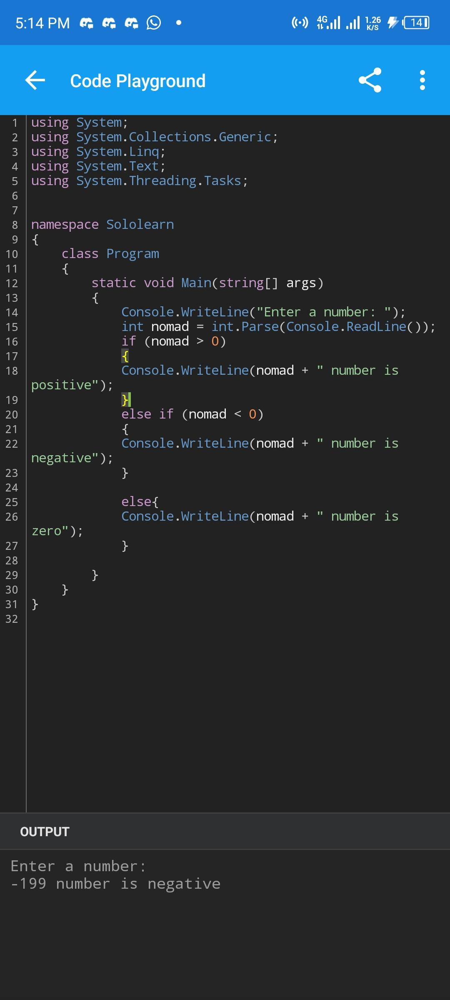 5:14 PM 4G 1.26 K/S 14
Code Playground
1 using System;
2 using System.Collections.Generic;
3 using System.Linq;
4 using System.Text;
5 using System.Threading.Tasks;
6
7
8 namespace Sololearn
9 {
10     class Program
11     {
12         static void Main(string[] args)
13         {
14             Console.WriteLine("Enter a number: ");
15             int nomad = int.Parse(Console.ReadLine());
16             if (nomad > 0)
17             {
18             Console.WriteLine(nomad + " number is
positive");
19             }
20             else if (nomad < 0)
21             {
22             Console.WriteLine(nomad + " number is
negative");
23             }
24
25             else{
26             Console.WriteLine(nomad + " number is
zero");
27             }
28
29         }
30     }
31 }
32
OUTPUT
Enter a number:
-199 number is negative